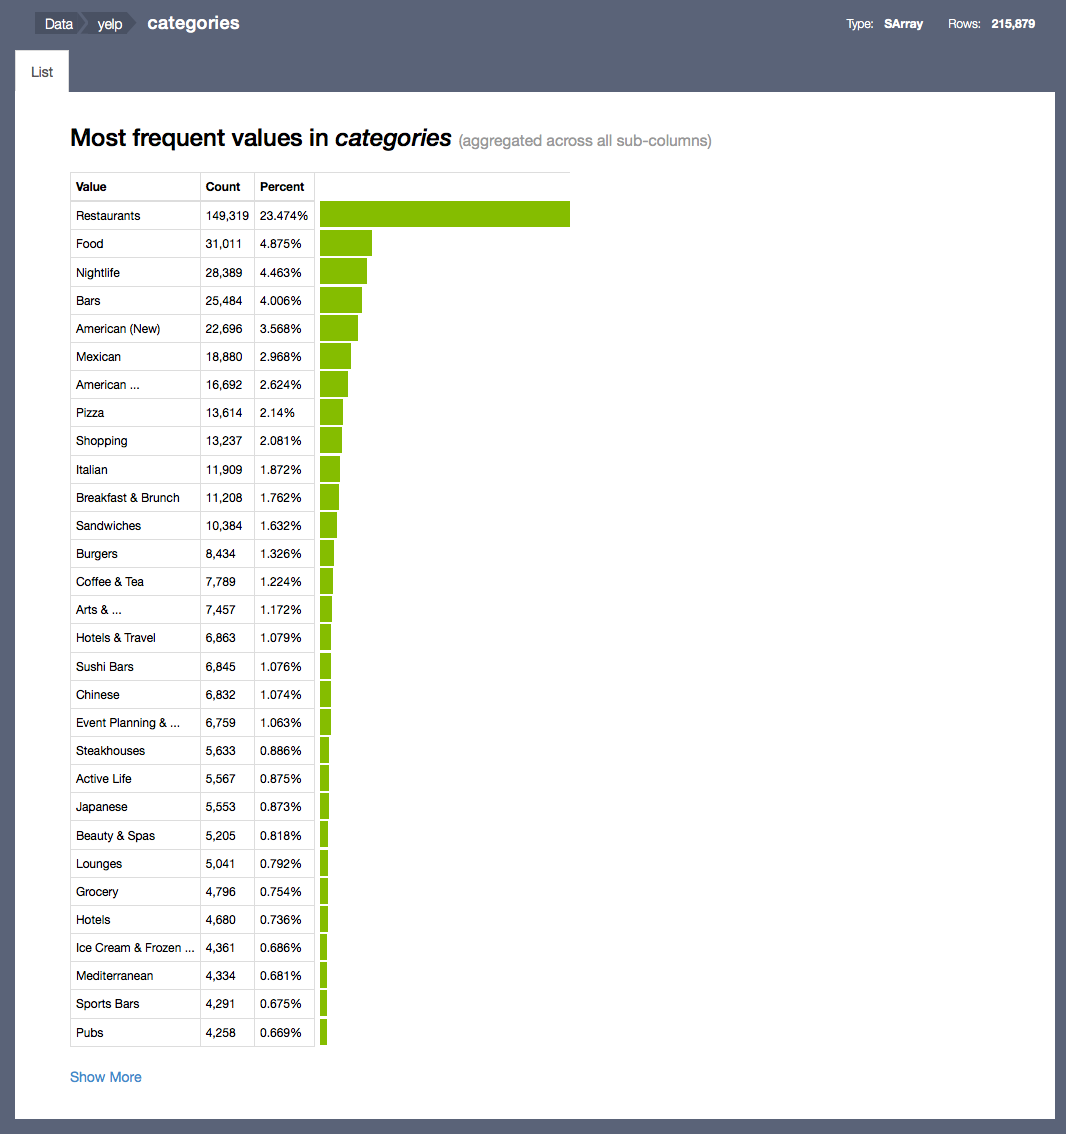 Data yelp categories Type: SArray Rows: 215,879
List
Most frequent values in categories (aggregated across all sub-columns)
Value Count Percent
Restaurants 149,319 23.474%
Food 31,011 4.875%
Nightlife 28,389 4.463%
Bars 25,484 4.006%
American (New) 22,696 3.568%
Mexican 18,880 2.968%
American ... 16,692 2.624%
Pizza 13,614 2.14%
Shopping 13,237 2.081%
Italian 11,909 1.872%
Breakfast & Brunch 11,208 1.762%
Sandwiches 10,384 1.632%
Burgers 8,434 1.326%
Coffee & Tea 7,789 1.224%
Arts & ... 7,457 1.172%
Hotels & Travel 6,863 1.079%
Sushi Bars 6,845 1.076%
Chinese 6,832 1.074%
Event Planning & ... 6,759 1.063%
Steakhouses 5,633 0.886%
Active Life 5,567 0.875%
Japanese 5,553 0.873%
Beauty & Spas 5,205 0.818%
Lounges 5,041 0.792%
Grocery 4,796 0.754%
Hotels 4,680 0.736%
Ice Cream & Frozen ... 4,361 0.686%
Mediterranean 4,334 0.681%
Sports Bars 4,291 0.675%
Pubs 4,258 0.669%
Show More